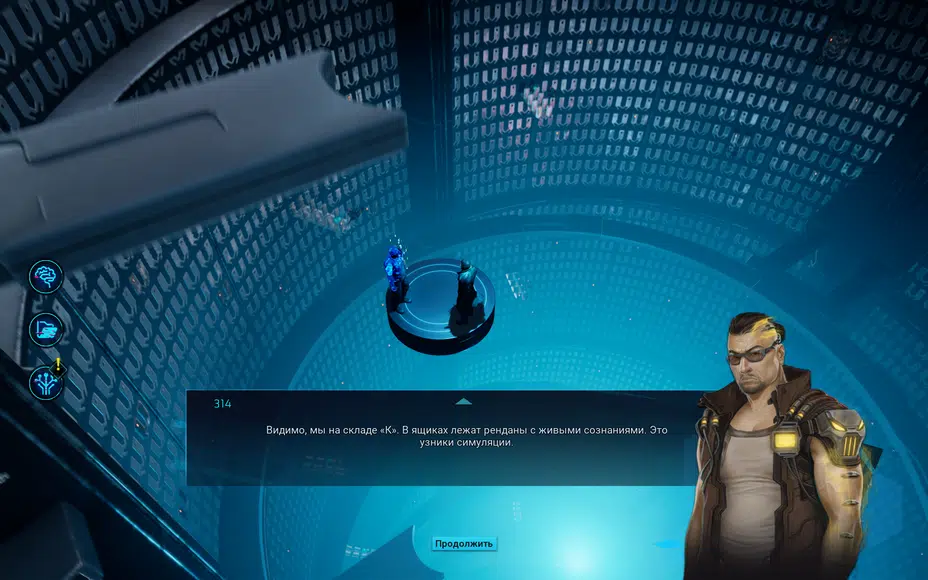 314
Видимо, мы на складе «К». В ящиках лежат ренданы с живыми сознаниями. Это
узники симуляции.
Продолжить